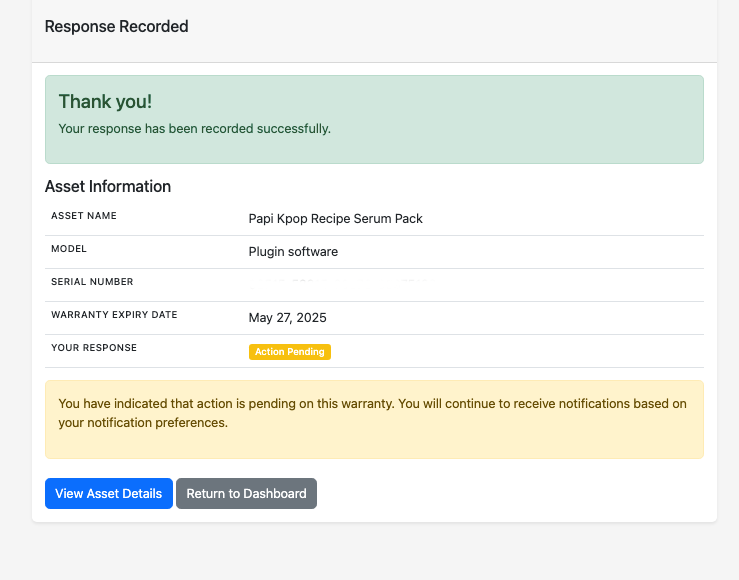 Response Recorded
Thank you!
Your response has been recorded successfully.
Asset Information
ASSET NAME
Papi Kpop Recipe Serum Pack
MODEL
Plugin software
SERIAL NUMBER
WARRANTY EXPIRY DATE
May 27, 2025
YOUR RESPONSE
Action Pending
You have indicated that action is pending on this warranty. You will continue to receive notifications based on
your notification preferences.
View Asset Details
Return to Dashboard